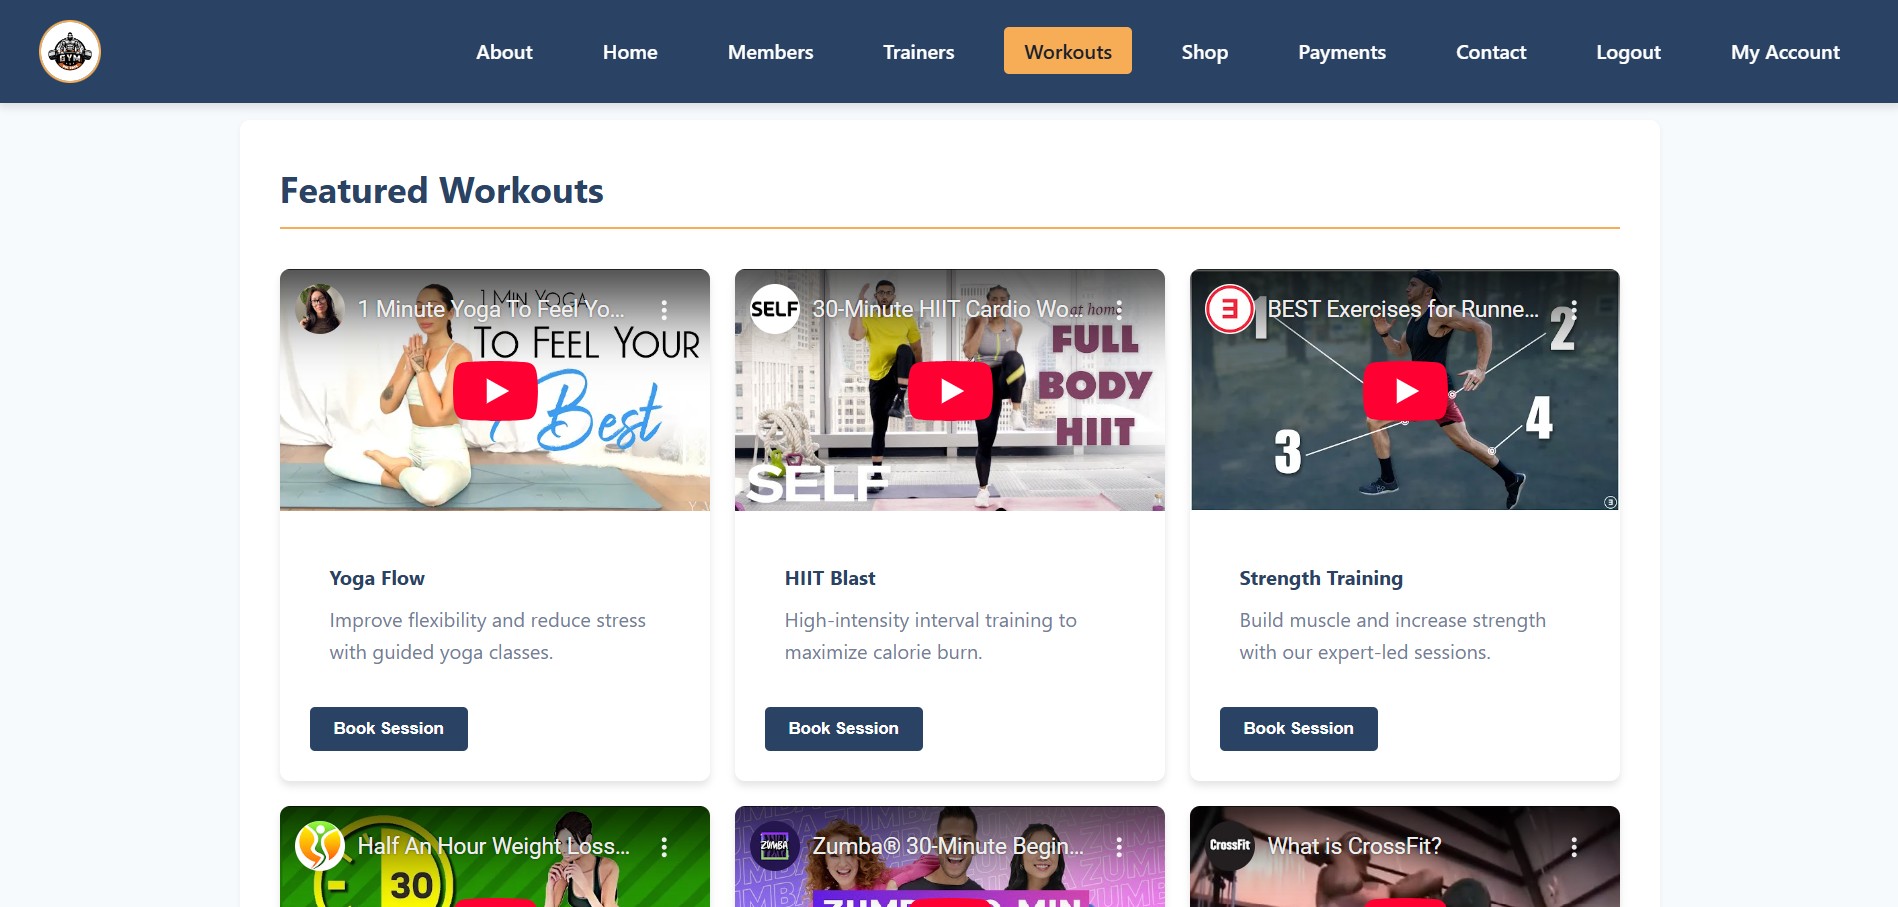 GYM
About Home Members Trainers Workouts Shop Payments Contact Logout My Account
Featured Workouts
1 Minute Yoga To Feel Yo...
1 MIN YOGA
TO FEEL YOUR
Best
SELF
30-Minute HIIT Cardio Wo...
at home
FULL
BODY
HIIT
SELF
BEST Exercises for Runne...
1
2
3
4
Yoga Flow
Improve flexibility and reduce stress
with guided yoga classes.
Book Session
HIIT Blast
High-intensity interval training to
maximize calorie burn.
Book Session
Strength Training
Build muscle and increase strength
with our expert-led sessions.
Book Session
Half An Hour Weight Loss...
30
ZUMBA
Zumba® 30-Minute Begin...
CrossFit
What is CrossFit?